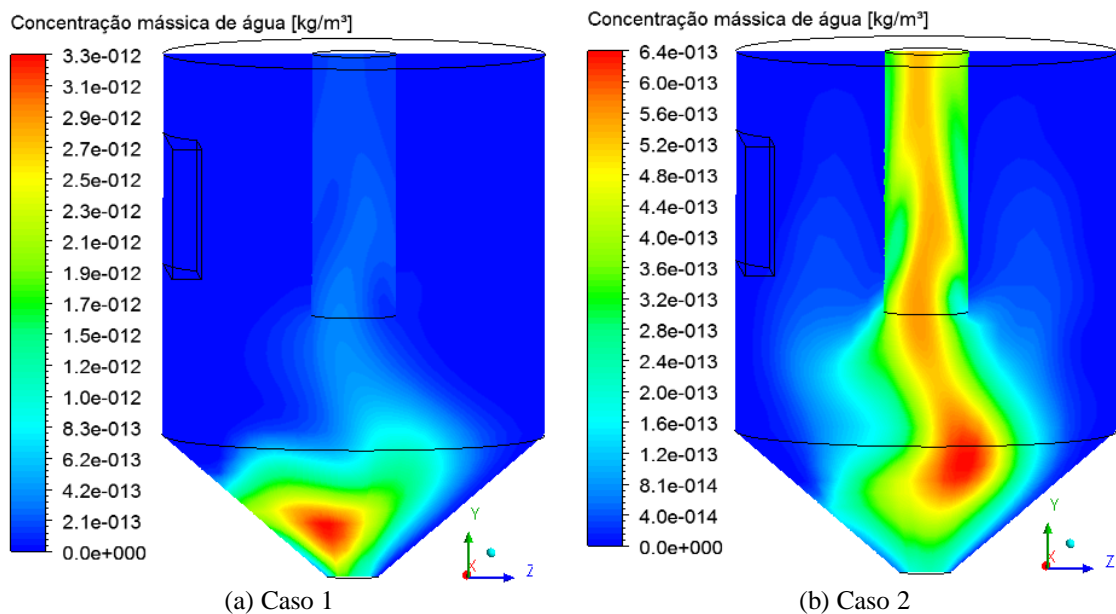 Concentração mássica de água [kg/m³]
3.3e-012
3.1e-012
2.9e-012
2.7e-012
2.5e-012
2.3e-012
2.1e-012
1.9e-012
1.7e-012
1.5e-012
1.2e-012
1.0e-012
8.3e-013
6.2e-013
4.2e-013
2.1e-013
0.0e+000
Y
X
Z
(a) Caso 1
Concentração mássica de água [kg/m³]
6.4e-013
6.0e-013
5.6e-013
5.2e-013
4.8e-013
4.4e-013
4.0e-013
3.6e-013
3.2e-013
2.8e-013
2.4e-013
2.0e-013
1.6e-013
1.2e-013
8.1e-014
4.0e-014
0.0e+000
Y
X
Z
(b) Caso 2